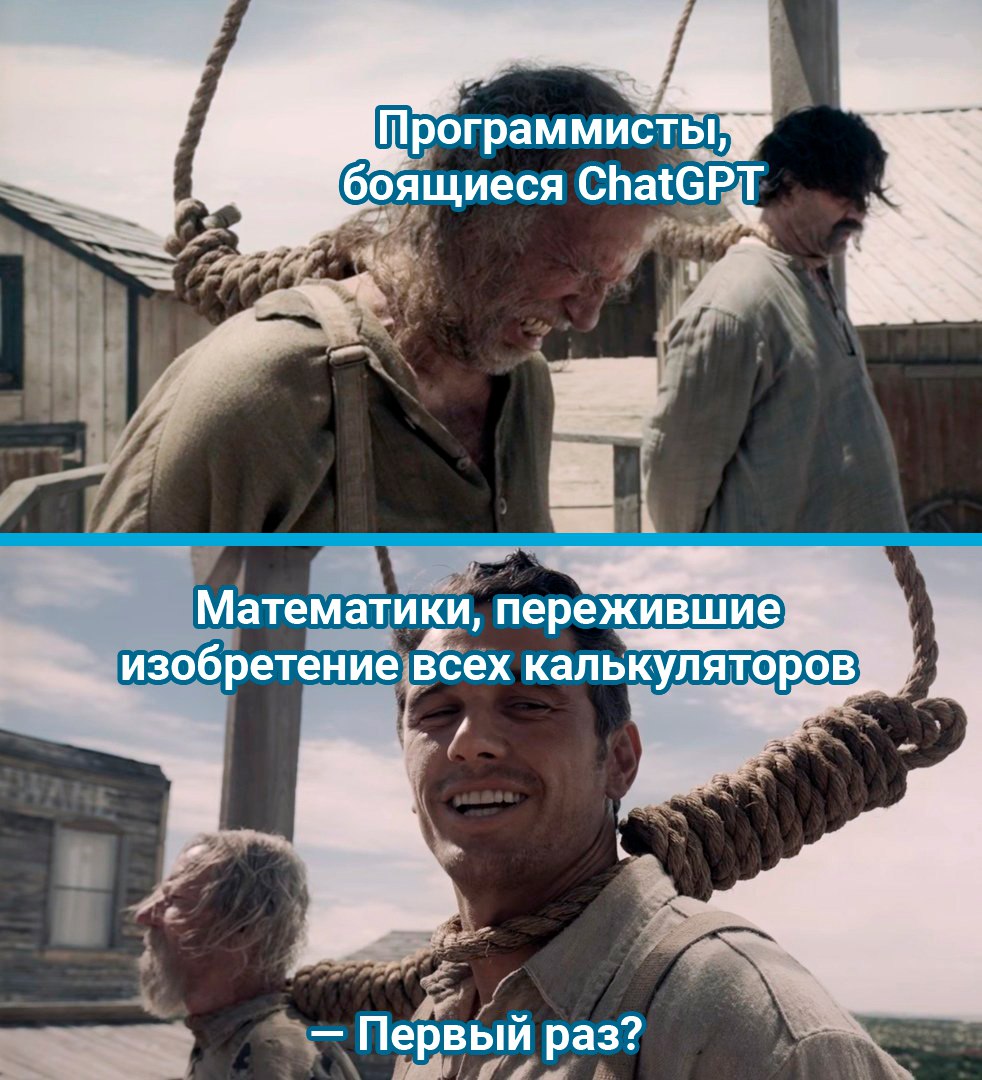 Программисты,
боящиеся ChatGPT
Математики, пережившие
изобретение всех калькуляторов
— Первый раз?